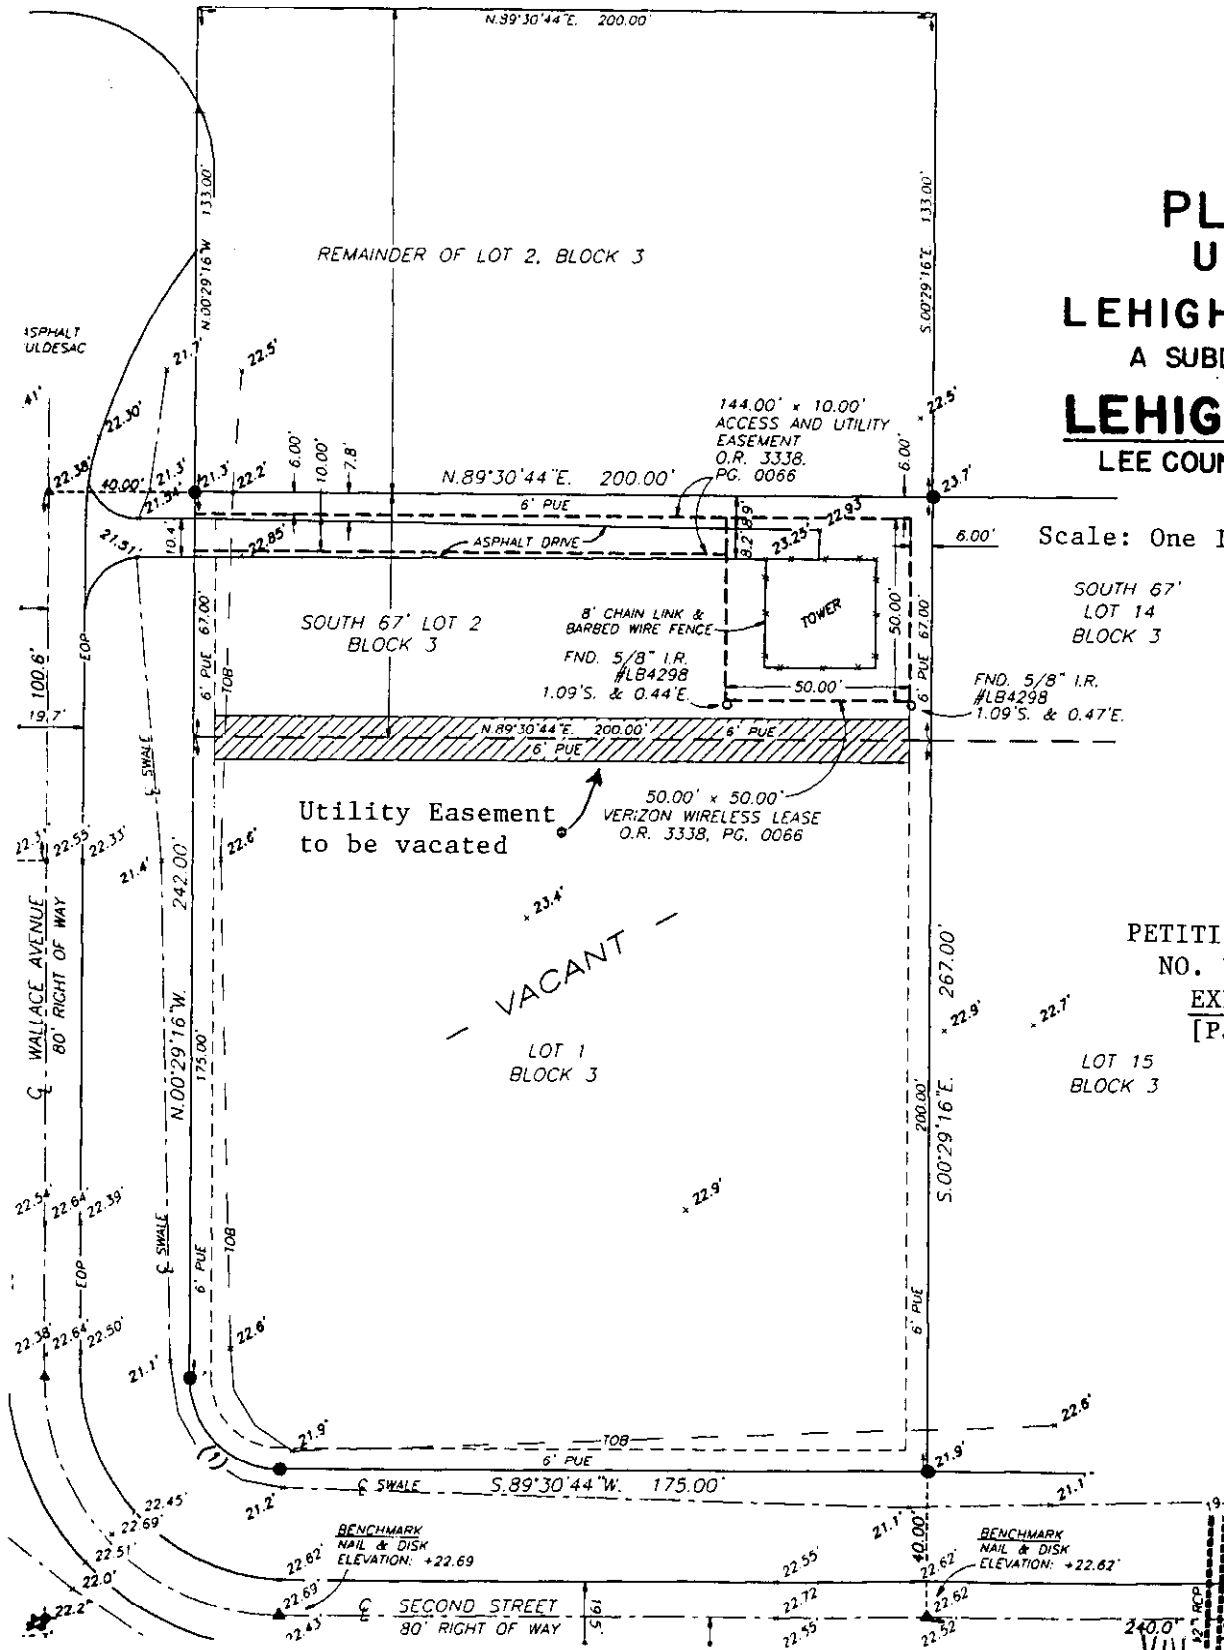 N.89°30'44"E. 200.00'
N.00°29'16"W 133.00'
S.00°29'16"E. 133.00'
REMAINDER OF LOT 2, BLOCK 3
PL
U
LEHIGH
A SUBD
LEHIG
LEE COUN
ASPHALT
ULDESAC
21.7'
22.5'
41'
22.30'
144.00' x 10.00'
ACCESS AND UTILITY
EASEMENT
O.R. 3338.
PG. 0066
22.5'
22.38'
40.00'
21.3'
21.3'
22.2'
6.00'
10.00'
7.8'
N.89°30'44"E. 200.00'
6.00'
23.7'
21.54'
6' PUE
8.9'
22.93
21.51'
10.4'
22.85'
ASPHALT DRIVE
8.2'
23.25'
6.00'
Scale: One I
SOUTH 67'
LOT 14
BLOCK 3
SOUTH 67' LOT 2
BLOCK 3
6' PUE 67.00'
TOB
8' CHAIN LINK &
BARBED WIRE FENCE
TOWER
50.00'
6' PUE 67.00'
FND. 5/8" I.R.
#LB4298
1.09'S. & 0.44'E.
50.00'
FND. 5/8" I.R.
#LB4298
1.09'S. & 0.47'E.
EOP
100.6'
19.7'
N.89°30'44"E. 200.00'
6' PUE
6' PUE
℄ SWALE
Utility Easement
to be vacated
50.00' x 50.00'
VERIZON WIRELESS LEASE
O.R. 3338, PG. 0066
22.3'
22.55'
22.33'
21.4'
22.6'
242.00'
N.00°29'16"W.
175.00'
23.4'
- VACANT -
℄ WALLACE AVENUE
80' RIGHT OF WAY
267.00'
S.00°29'16"E.
200.00'
PETITI
NO.
EX
[P.
22.9'
22.7'
LOT 1
BLOCK 3
LOT 15
BLOCK 3
22.9'
22.54'
22.64'
22.39'
℄ SWALE
TOB
EOP
6' PUE
6' PUE
22.38'
22.64'
22.50'
21.1'
22.6'
22.6'
21.9'
TOB
6' PUE
21.9'
(1)
℄ SWALE
S.89°30'44"W. 175.00'
21.2'
21.1'
21.1'
19.
22.45'
22.69'
22.51'
22.0'
22.2'
BENCHMARK
NAIL & DISK
ELEVATION: +22.69
22.62'
22.69'
22.43'
40.00'
BENCHMARK
NAIL & DISK
ELEVATION: +22.62'
22.55'
22.62'
22.72
22.62
22.55'
22.52'
℄ SECOND STREET
80' RIGHT OF WAY
19.5'
12" RCP
240.0'